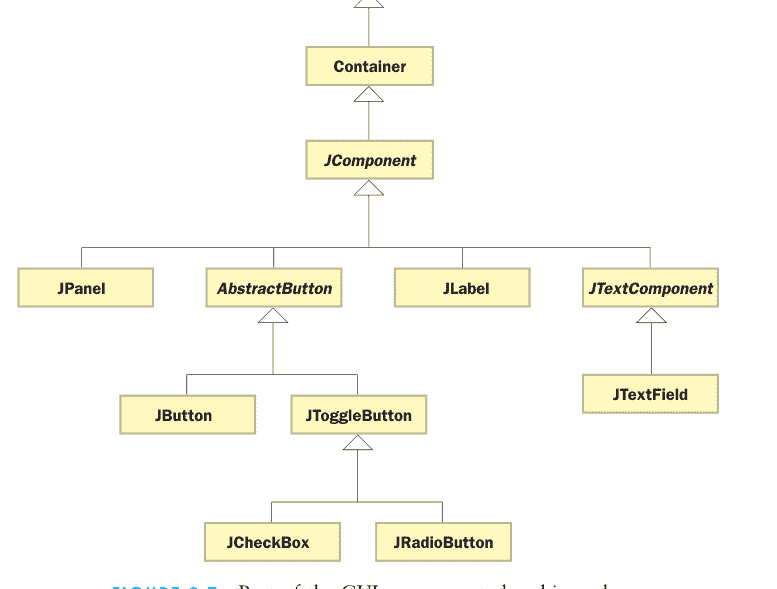 Container
JComponent
JPanel AbstractButton JLabel JTextComponent
JTextField
JButton JToggleButton
JCheckBox JRadioButton